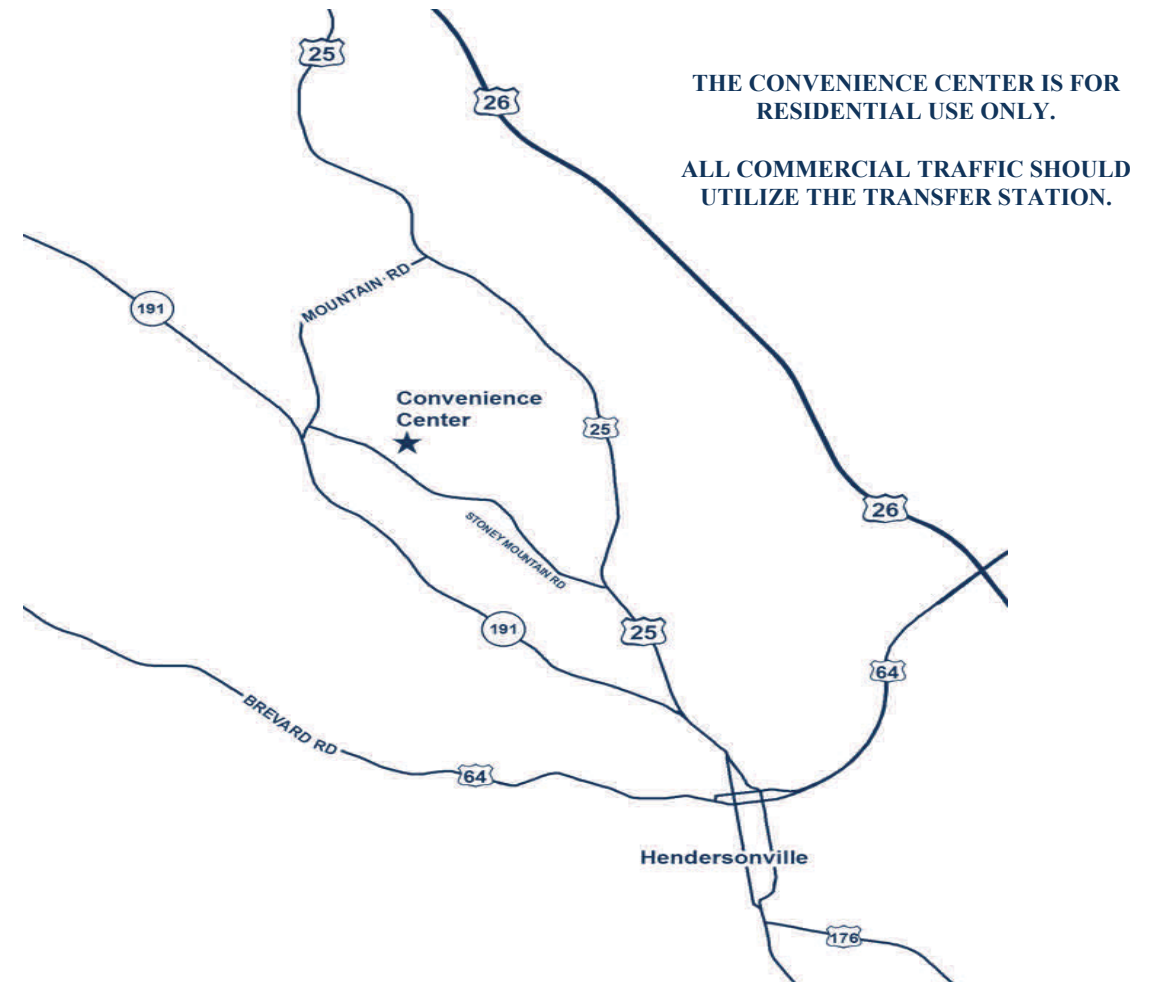 25
26
THE CONVENIENCE CENTER IS FOR
RESIDENTIAL USE ONLY.
ALL COMMERCIAL TRAFFIC SHOULD
UTILIZE THE TRANSFER STATION.
MOUNTAIN RD
191
Convenience
Center
25
26
STONEY MOUNTAIN RD
191
25
64
BREVARD RD
64
Hendersonville
176